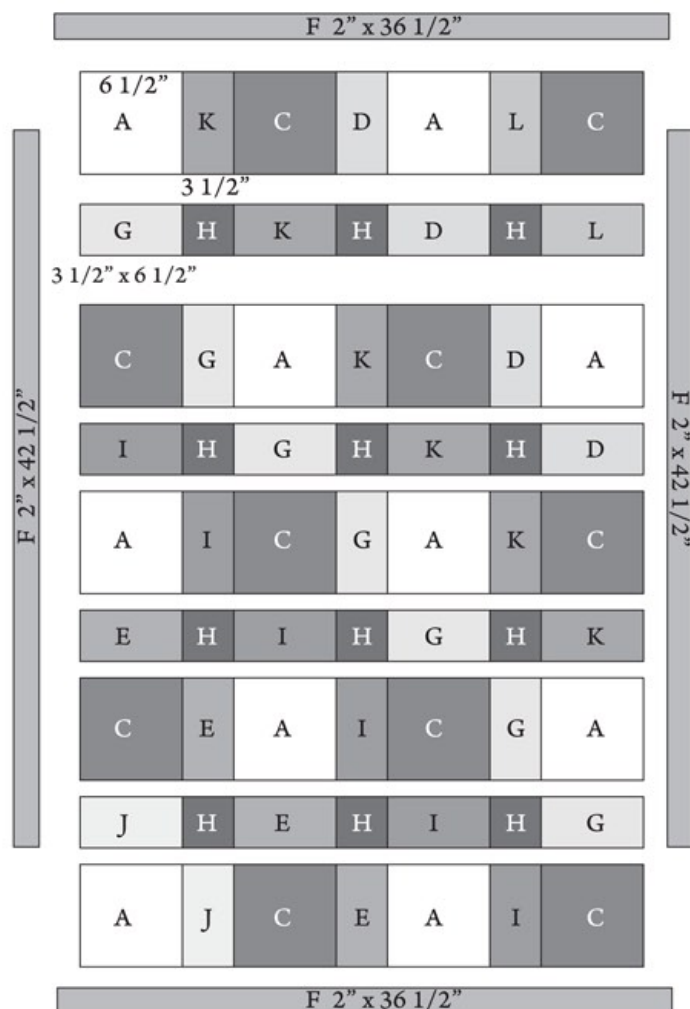 F 2” x 36 1/2”
6 1/2”
A K C D A L C
3 1/2”
G H K H D H L
3 1/2” x 6 1/2”
C G A K C D A
F 2” x 42 1/2”
F 2” x 42 1/2”
I H G H K H D
A I C G A K C
E H I H G H K
C E A I C G A
J H E H I H G
A J C E A I C
F 2” x 36 1/2”